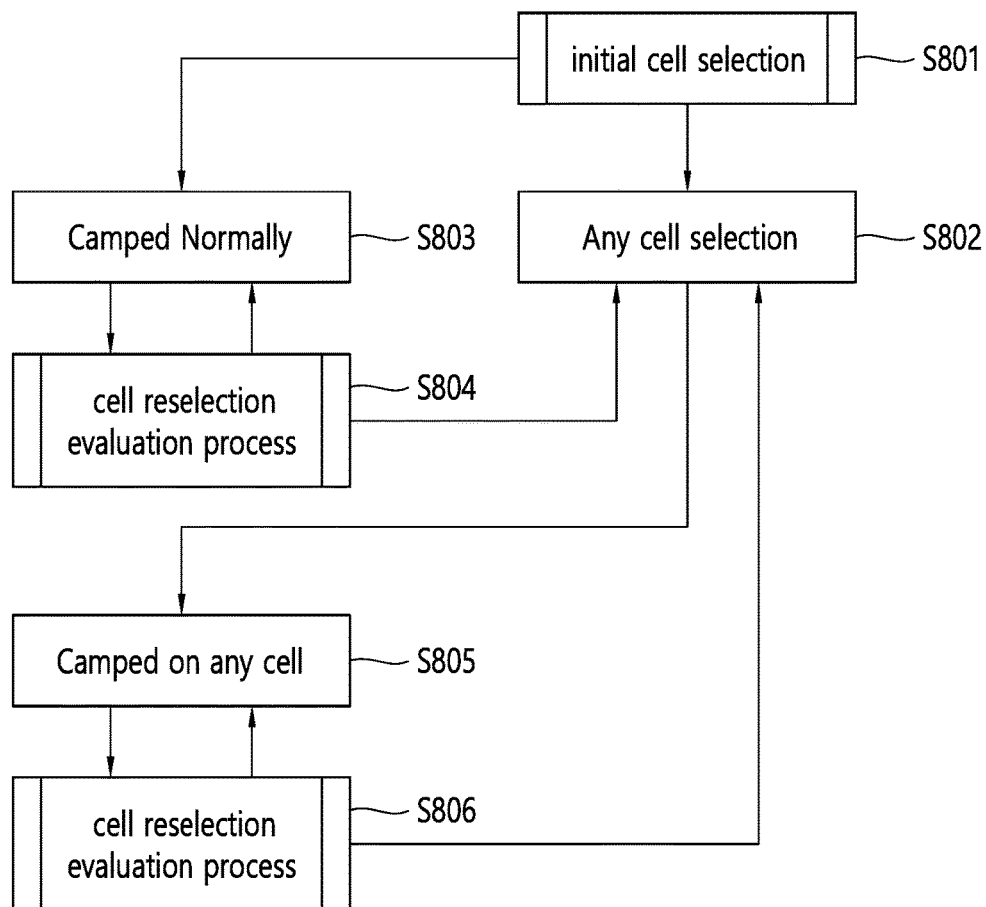 initial cell selection
S801
Camped Normally
S803
Any cell selection
S802
cell reselection
evaluation process
S804
Camped on any cell
S805
cell reselection
evaluation process
S806